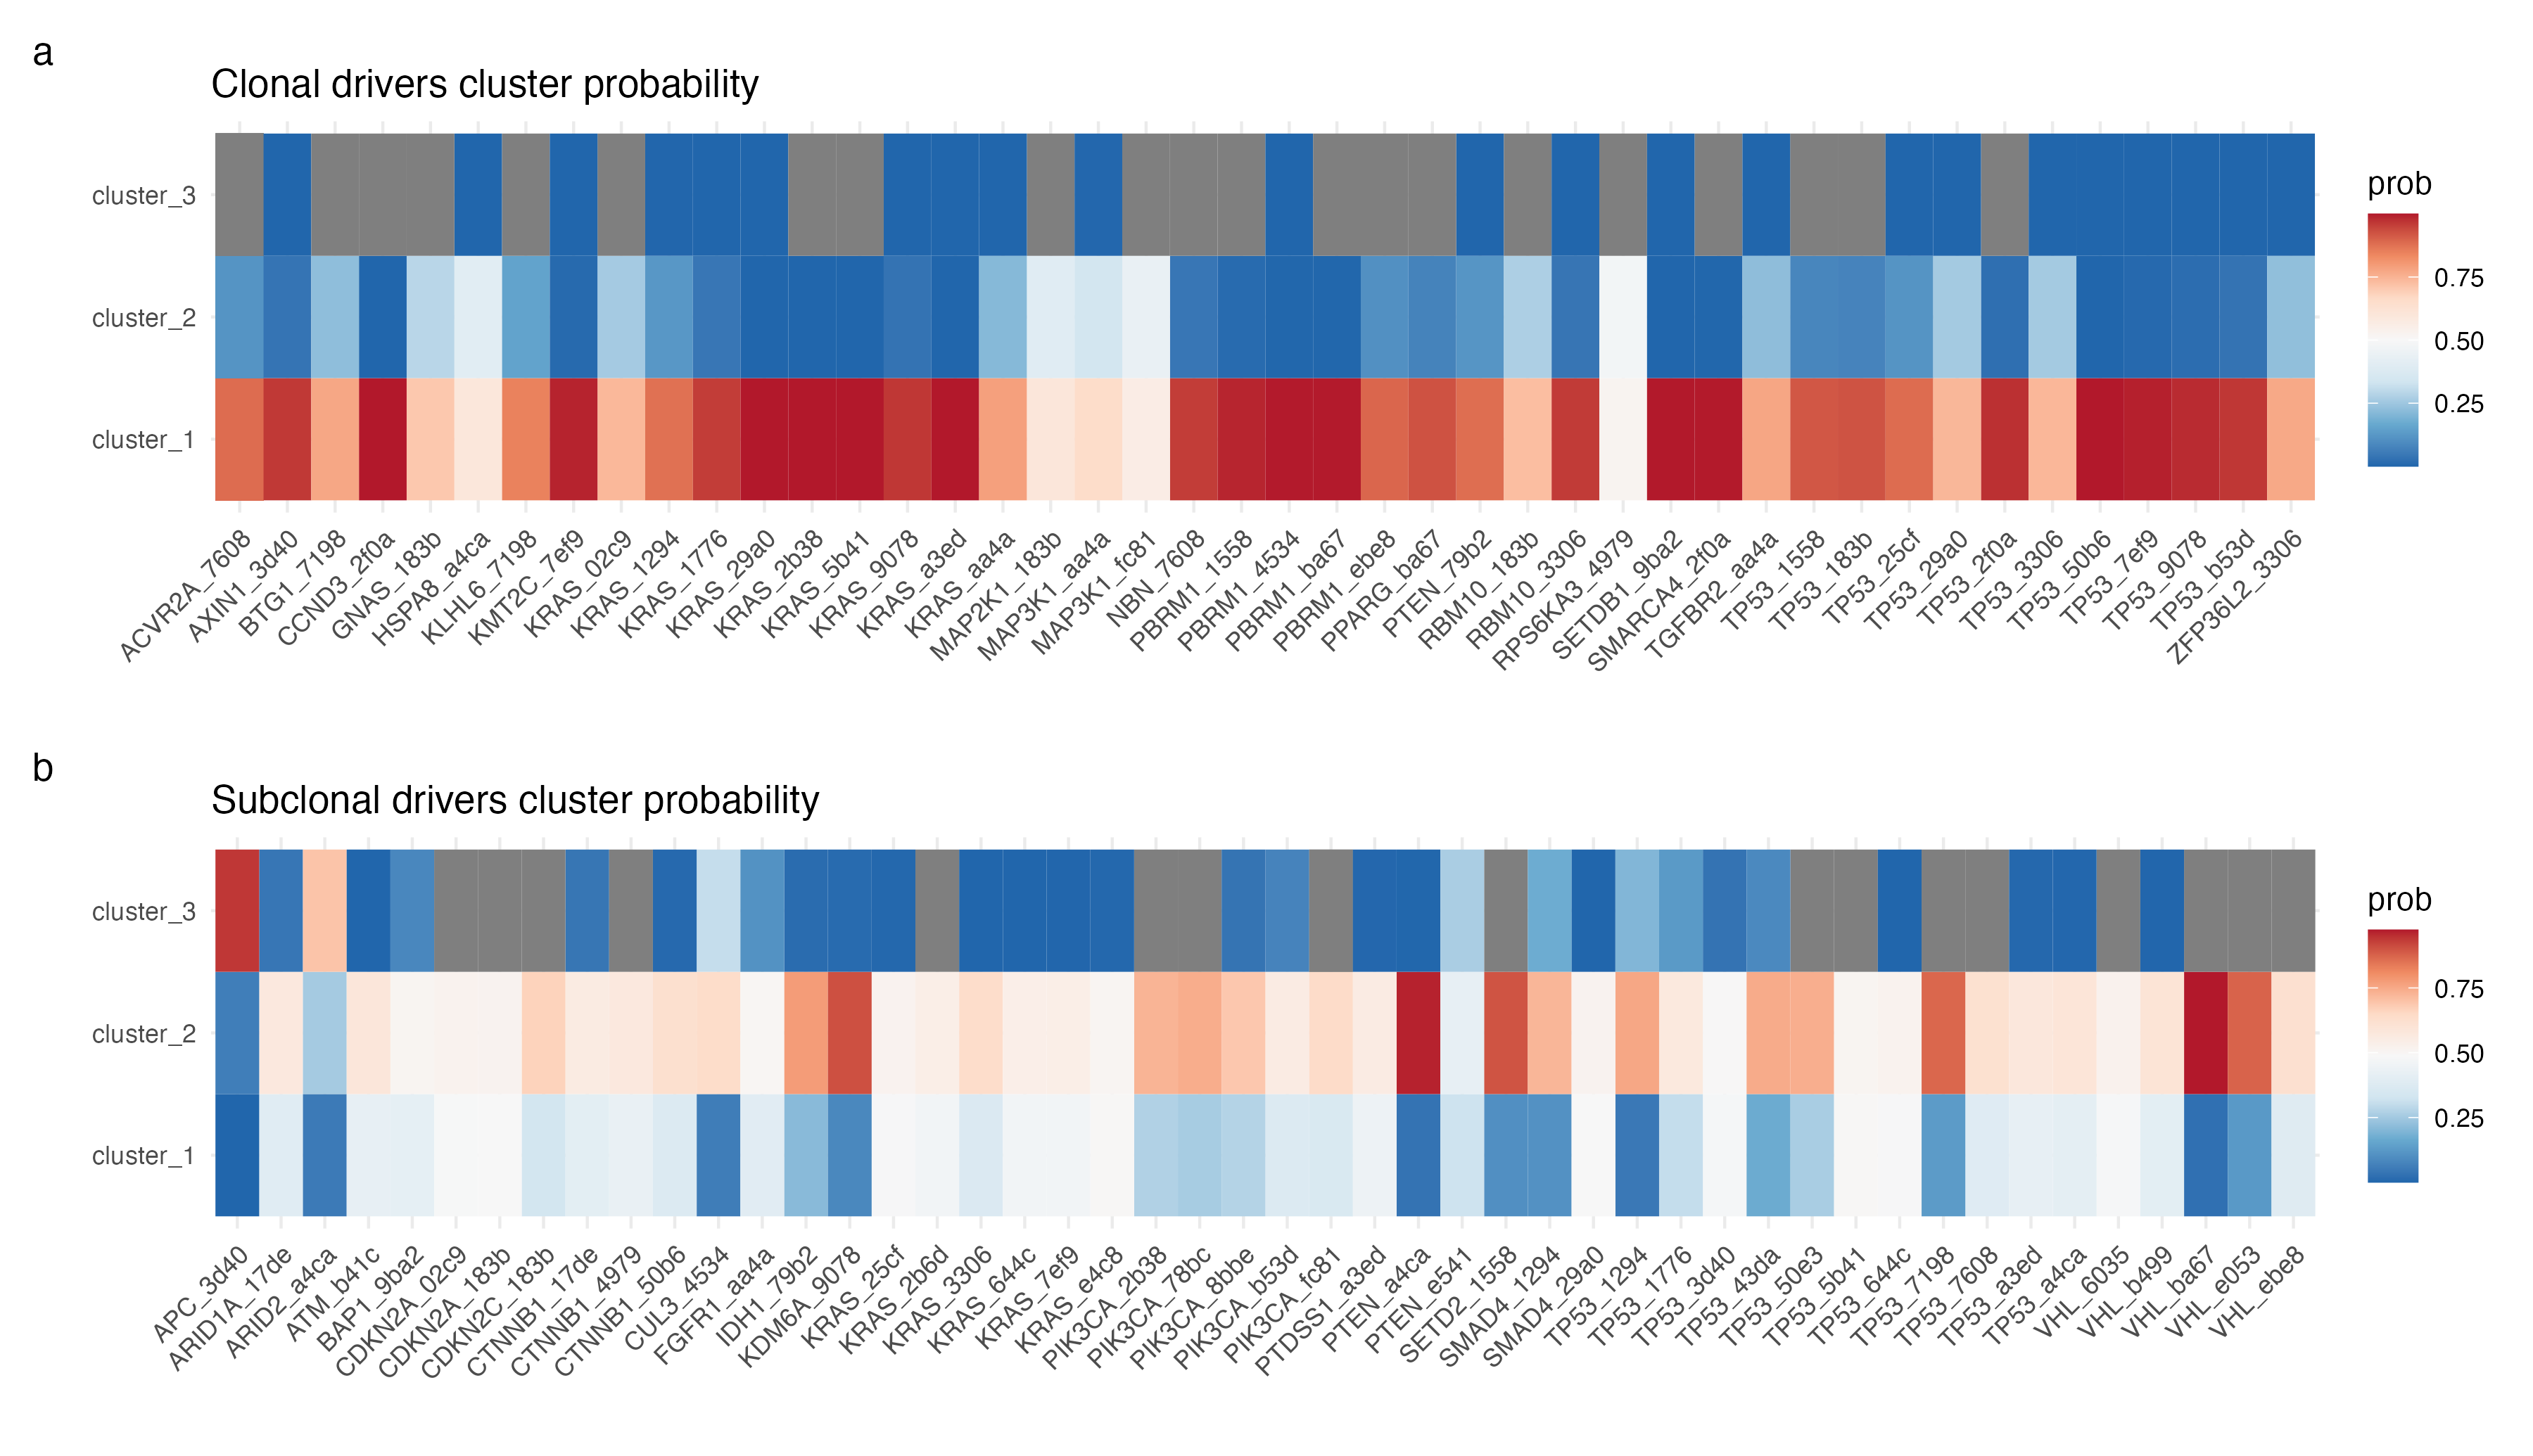 a
Clonal drivers cluster probability
cluster_3
cluster_2
cluster_1
ACVR2A_7608
AXIN1_3d40
BTG1_7198
CCND3_2f0a
GNAS_183b
HSPA8_a4ca
KLHL6_7198
KMT2C_7ef9
KRAS_02c9
KRAS_1294
KRAS_1776
KRAS_29a0
KRAS_2b38
KRAS_5b41
KRAS_9078
KRAS_a3ed
KRAS_aa4a
MAP2K1_183b
MAP3K1_aa4a
MAP3K1_fc81
NBN_7608
PBRM1_1558
PBRM1_4534
PBRM1_ba67
PBRM1_ebe8
PPARG_ba67
PTEN_79b2
RBM10_183b
RBM10_3306
RPS6KA3_4979
SETDB1_9ba2
SMARCA4_2f0a
TGFBR2_aa4a
TP53_1558
TP53_183b
TP53_25cf
TP53_29a0
TP53_2f0a
TP53_3306
TP53_50b6
TP53_7ef9
TP53_9078
TP53_b53d
ZFP36L2_3306
prob
0.75
0.50
0.25
b
Subclonal drivers cluster probability
cluster_3
cluster_2
cluster_1
APC_3d40
ARID1A_17de
ARID2_a4ca
ATM_b41c
BAP1_9ba2
CDKN2A_02c9
CDKN2A_183b
CDKN2C_183b
CTNNB1_17de
CTNNB1_4979
CTNNB1_50b6
CUL3_4534
FGFR1_aa4a
IDH1_79b2
KDM6A_9078
KRAS_25cf
KRAS_2b6d
KRAS_3306
KRAS_644c
KRAS_7ef9
KRAS_e4c8
PIK3CA_2b38
PIK3CA_78bc
PIK3CA_8bbe
PIK3CA_b53d
PIK3CA_fc81
PTDSS1_a3ed
PTEN_a4ca
PTEN_e541
SETD2_1558
SMAD4_1294
SMAD4_29a0
TP53_1294
TP53_1776
TP53_3d40
TP53_43da
TP53_50e3
TP53_5b41
TP53_644c
TP53_7198
TP53_7608
TP53_a3ed
TP53_a4ca
VHL_6035
VHL_b499
VHL_ba67
VHL_e053
VHL_ebe8
prob
0.75
0.50
0.25